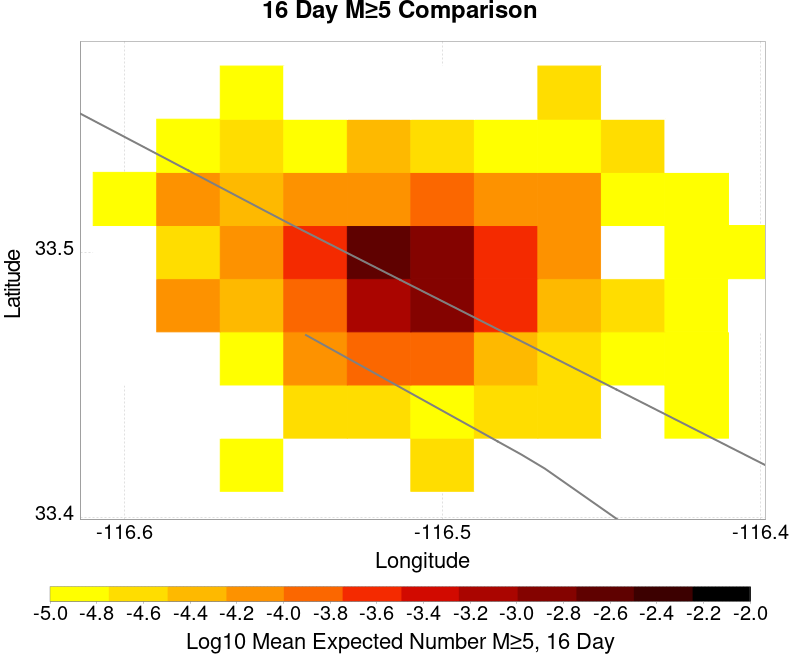 16 Day M≥5 Comparison
Latitude
33.5
33.4
-116.6 -116.5 -116.4
Longitude
-5.0 -4.8 -4.6 -4.4 -4.2 -4.0 -3.8 -3.6 -3.4 -3.2 -3.0 -2.8 -2.6 -2.4 -2.2 -2.0
Log10 Mean Expected Number M≥5, 16 Day